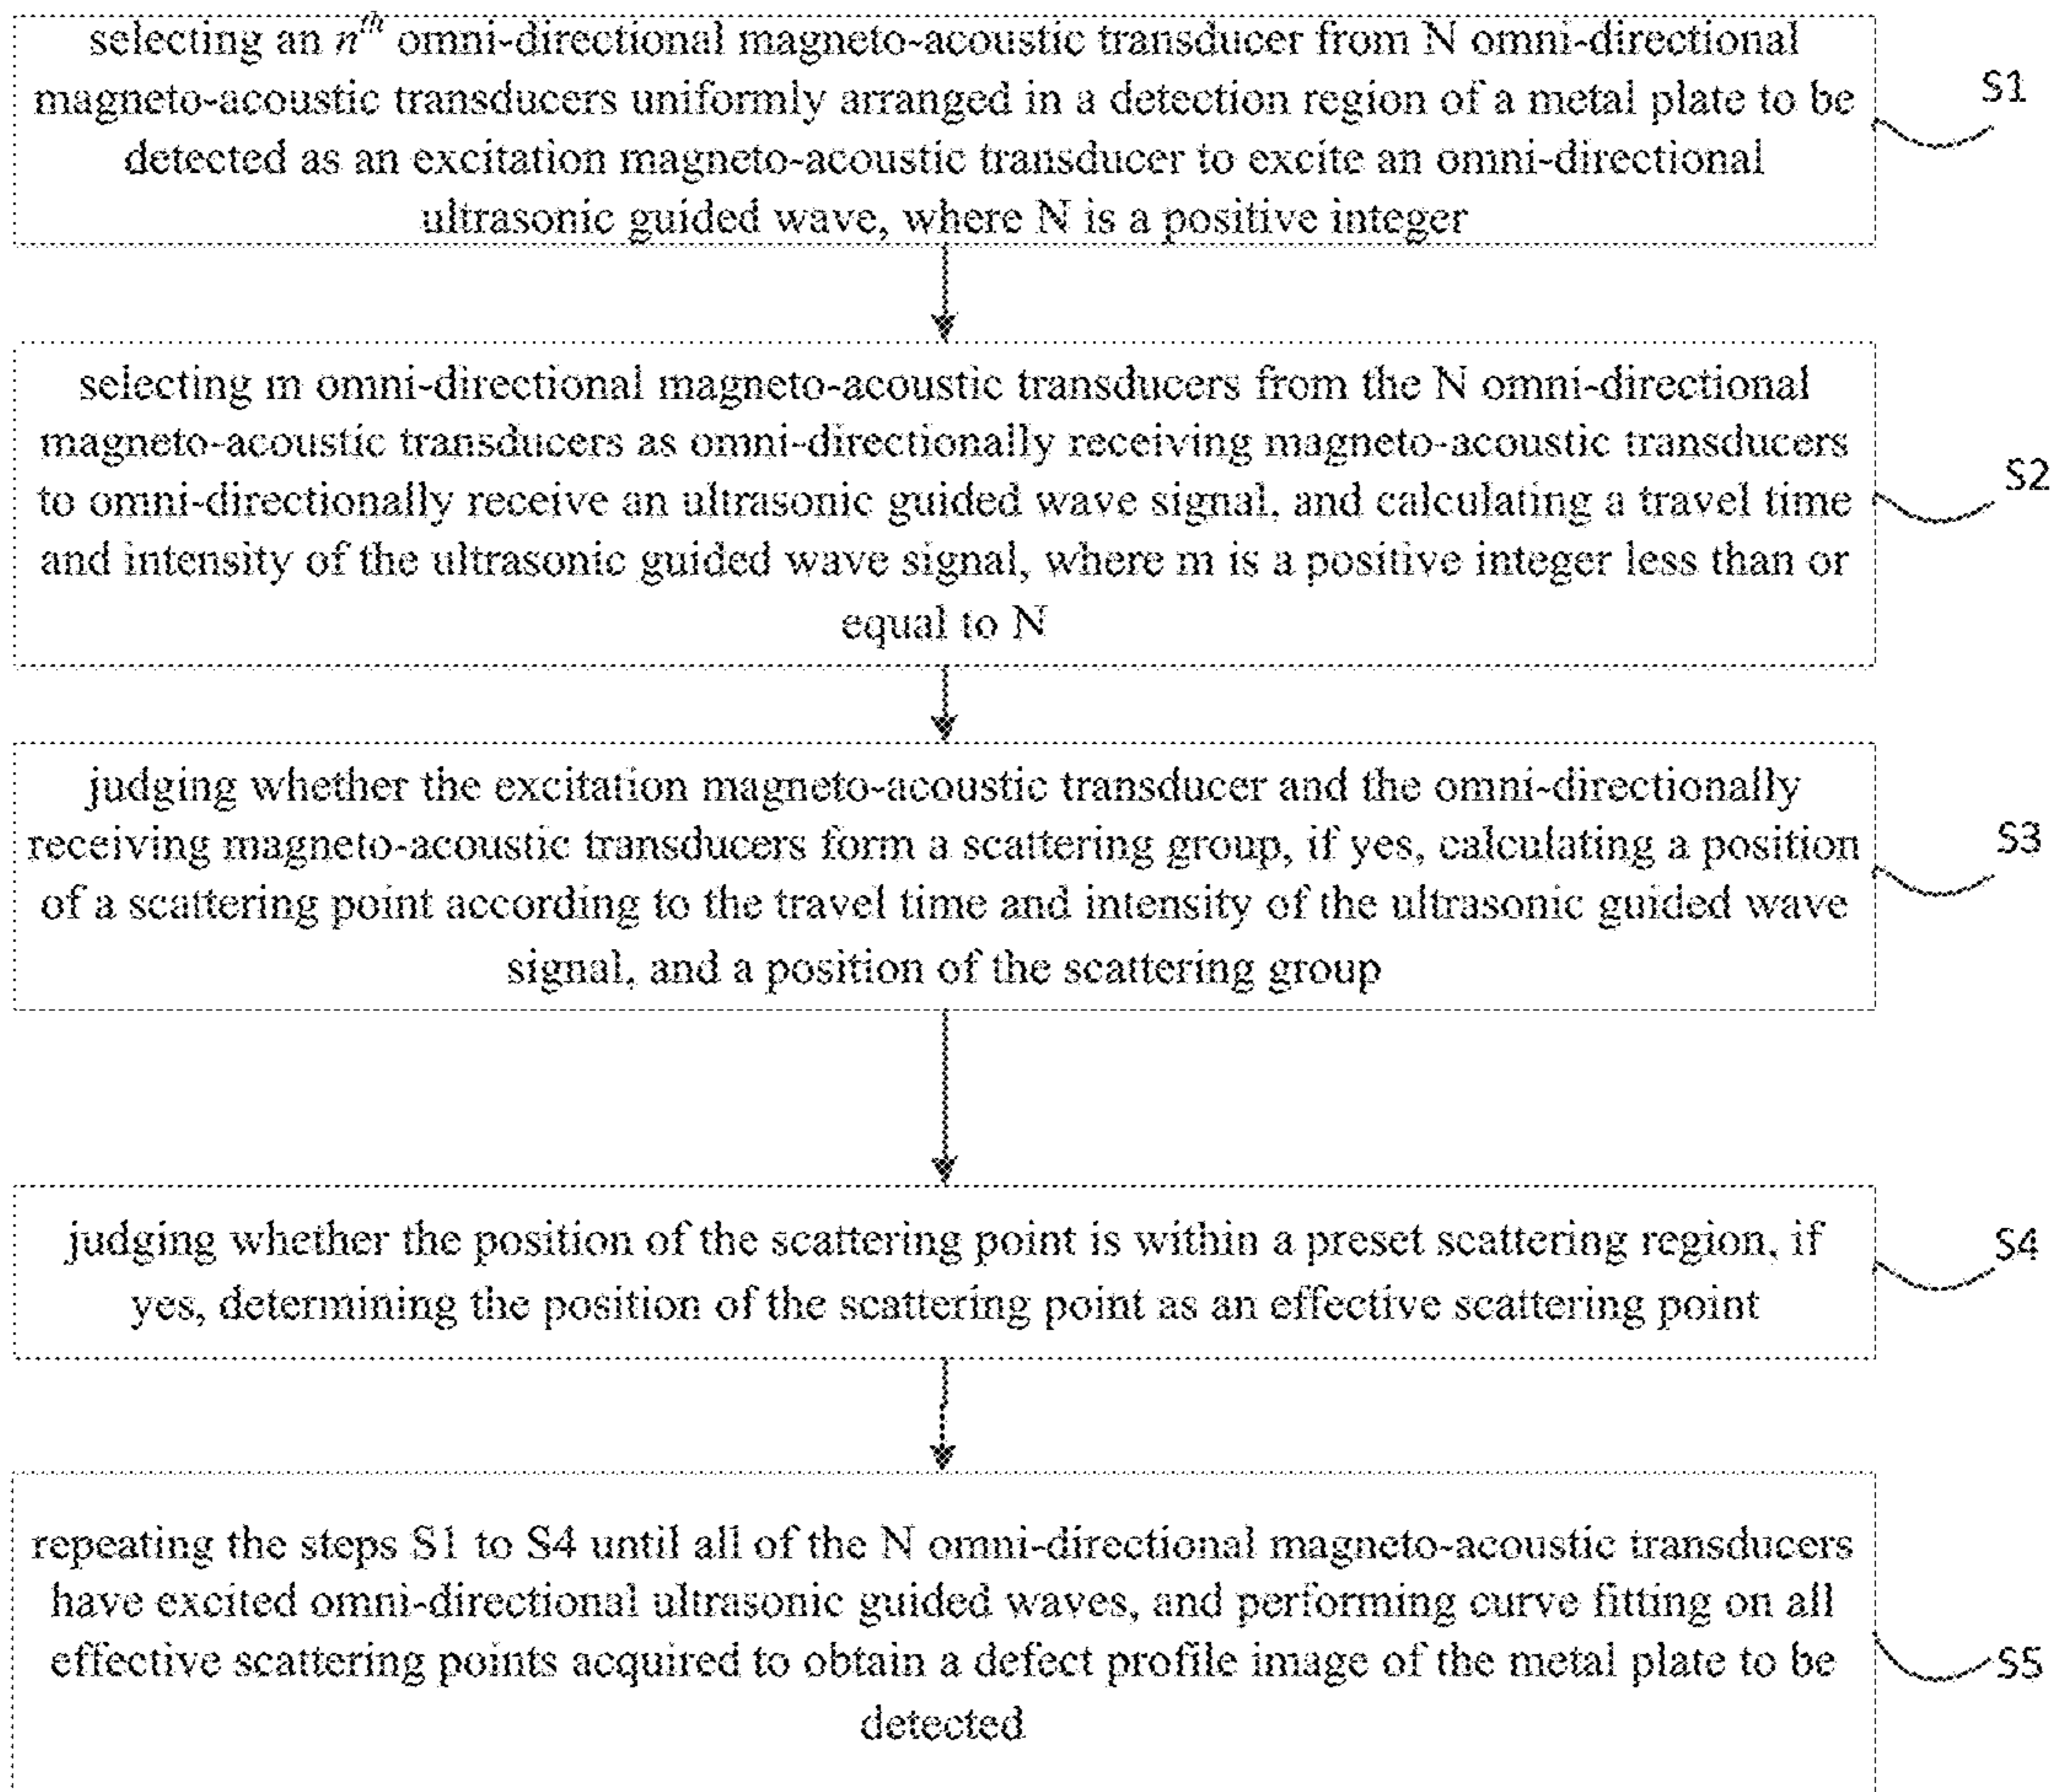 selecting an nth omni-directional magneto-acoustic transducer from N omni-directional
magneto-acoustic transducers uniformly arranged in a detection region of a metal plate to be
detected as an excitation magneto-acoustic transducer to excite an omni-directional
ultrasonic guided wave, where N is a positive integer
S1
selecting m omni-directional magneto-acoustic transducers from the N omni-directional
magneto-acoustic transducers as omni-directionally receiving magneto-acoustic transducers
to omni-directionally receive an ultrasonic guided wave signal, and calculating a travel time
and intensity of the ultrasonic guided wave signal, where m is a positive integer less than or
equal to N
S2
judging whether the excitation magneto-acoustic transducer and the omni-directionally
receiving magneto-acoustic transducers form a scattering group, if yes, calculating a position
of a scattering point according to the travel time and intensity of the ultrasonic guided wave
signal, and a position of the scattering group
S3
judging whether the position of the scattering point is within a preset scattering region, if
yes, determining the position of the scattering point as an effective scattering point
S4
repeating the steps S1 to S4 until all of the N omni-directional magneto-acoustic transducers
have excited omni-directional ultrasonic guided waves, and performing curve fitting on all
effective scattering points acquired to obtain a defect profile image of the metal plate to be
detected
S5